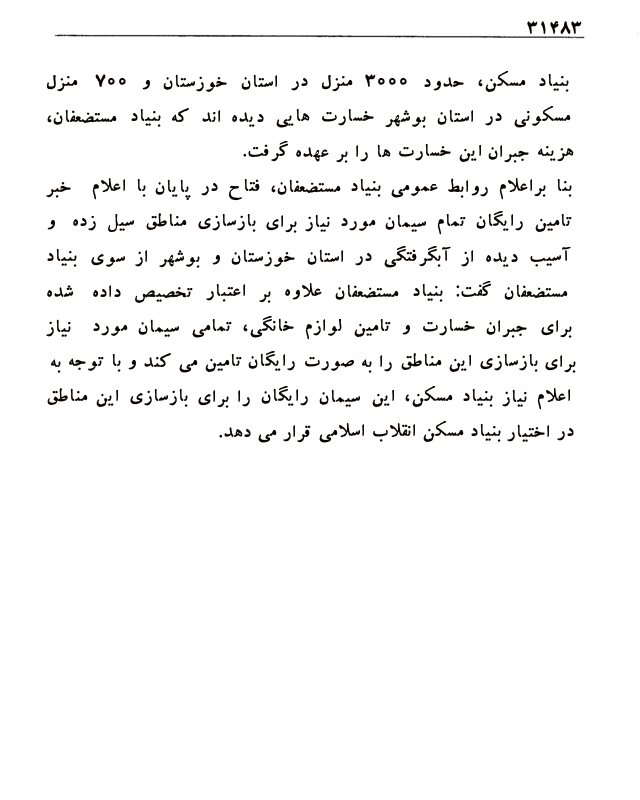 ۳۱۴۸۳
بنیاد مسکن، حدود ۳۰۰۰ منزل در استان خوزستان و ۷۰۰ منزل
مسکونی در استان بوشهر خسارت هایی دیده اند که بنیاد مستضعفان،
هزینه جبران این خسارت ها را بر عهده گرفت.
بنا براعلام روابط عمومی بنیاد مستضعفان، فتاح در پایان با اعلام خبر
تامین رایگان تمام سیمان مورد نیاز برای بازسازی مناطق سیل زده و
آسیب دیده از آبگرفتگی در استان خوزستان و بوشهر از سوی بنیاد
مستضعفان گفت: بنیاد مستضعفان علاوه بر اعتبار تخصیص داده شده
برای جبران خسارت و تامین لوازم خانگی، تمامی سیمان مورد نیاز
برای بازسازی این مناطق را به صورت رایگان تامین می کند و با توجه به
اعلام نیاز بنیاد مسکن، این سیمان رایگان را برای بازسازی این مناطق
در اختیار بنیاد مسکن انقلاب اسلامی قرار می دهد.